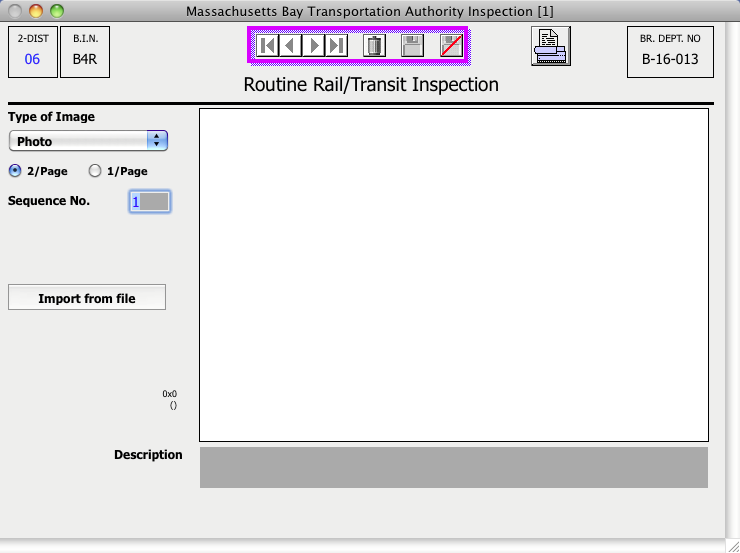 Massachusetts Bay Transportation Authority Inspection [1]
2-DIST
06
B.I.N.
B4R
BR. DEPT. NO
B-16-013
Routine Rail/Transit Inspection
Type of Image
Photo
2/Page
1/Page
Sequence No.
1
Import from file
0x0
()
Description